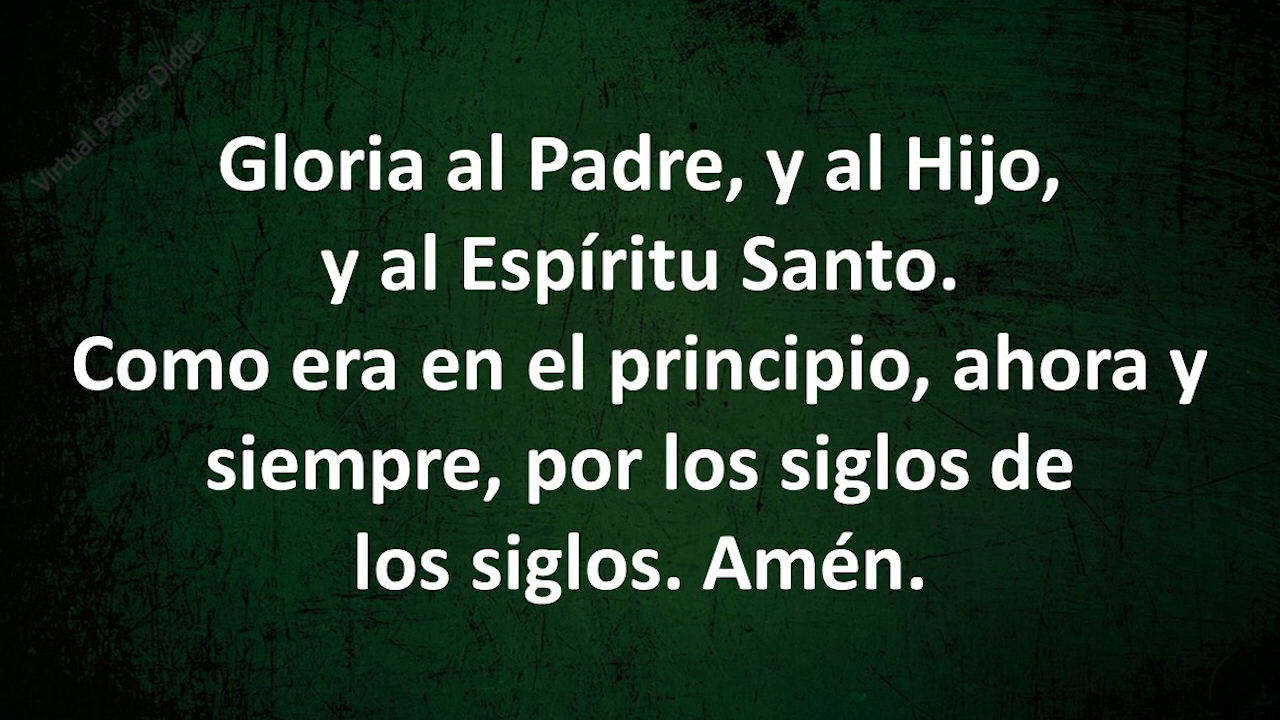 Virtual Padre Didier
Gloria al Padre, y al Hijo,
y al Espíritu Santo.
Como era en el principio, ahora y
siempre, por los siglos de
los siglos. Amén.